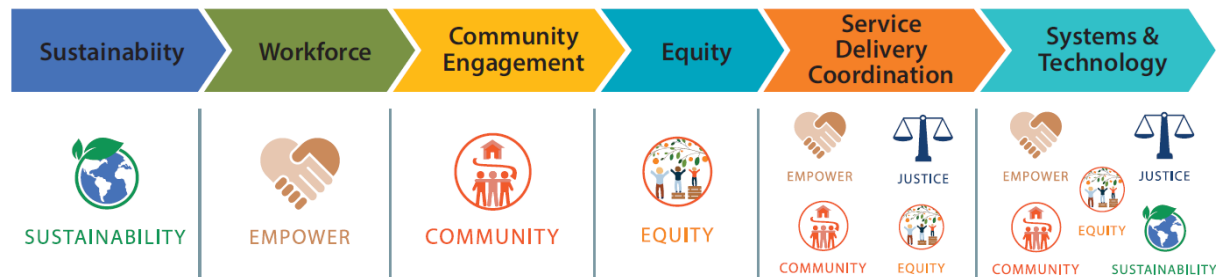 Sustainabiity
Workforce
Community
Engagement
Equity
Service
Delivery
Coordination
Systems &
Technology
SUSTAINABILITY
EMPOWER
COMMUNITY
EQUITY
EMPOWER
JUSTICE
COMMUNITY
EQUITY
EMPOWER
JUSTICE
EQUITY
COMMUNITY
SUSTAINABILITY